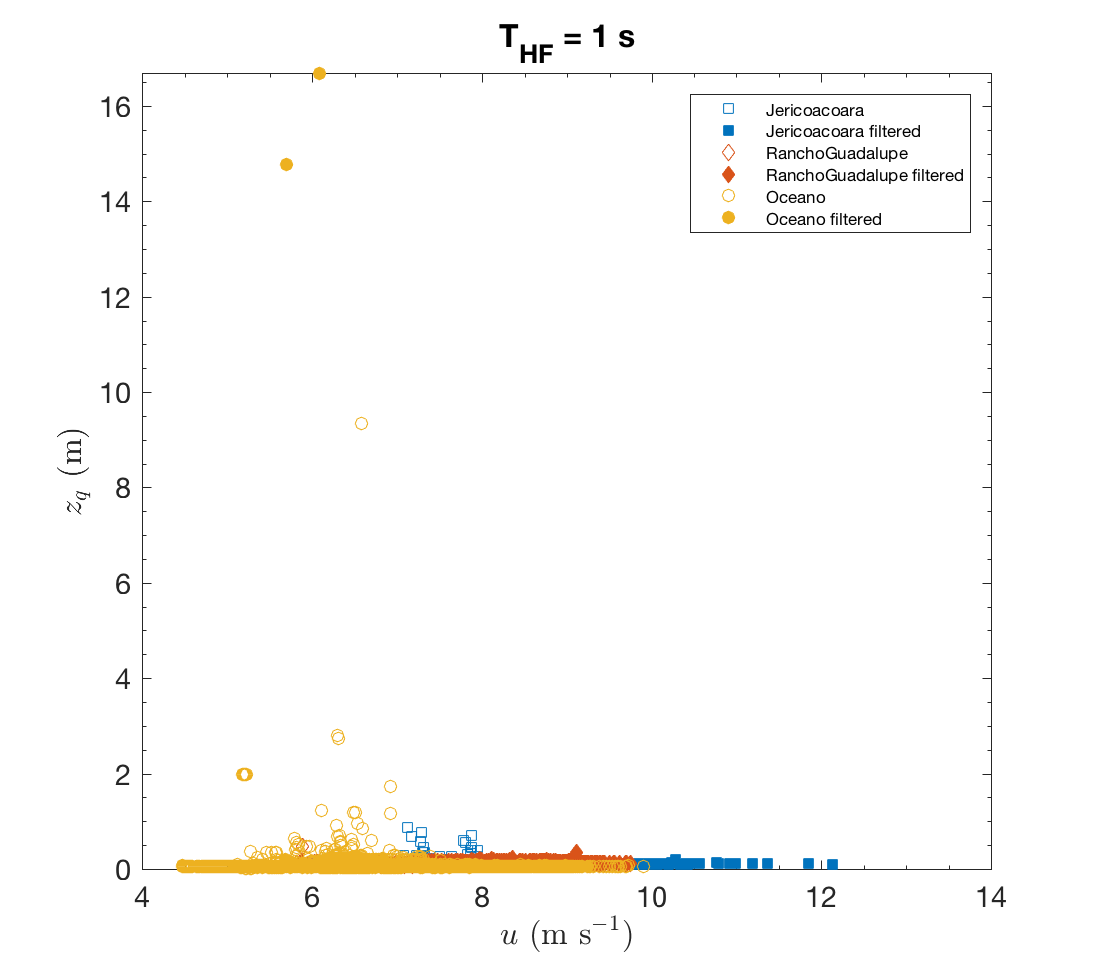 T_HF = 1 s
16
14
12
10
8
6
4
2
0
z_q (m)
Jericoacoara
Jericoacoara filtered
RanchoGuadalupe
RanchoGuadalupe filtered
Oceano
Oceano filtered
4 6 8 10 12 14
u (m s⁻¹)